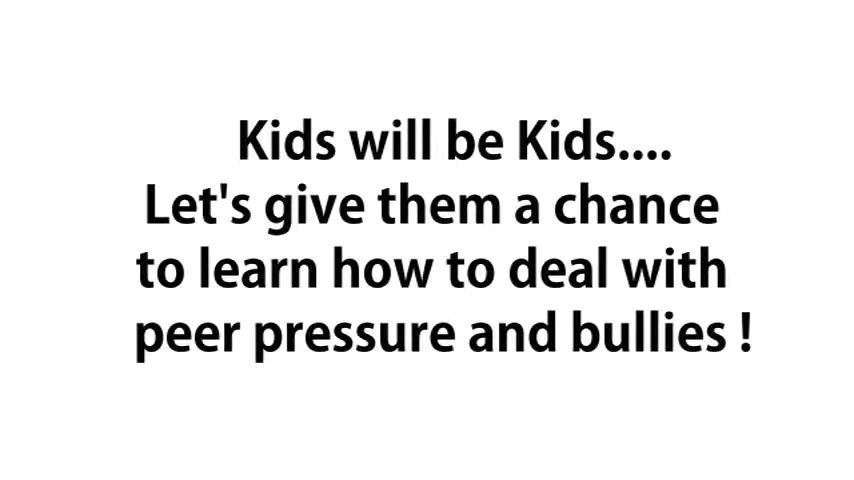 Kids will be Kids....
Let's give them a chance
to learn how to deal with
peer pressure and bullies !